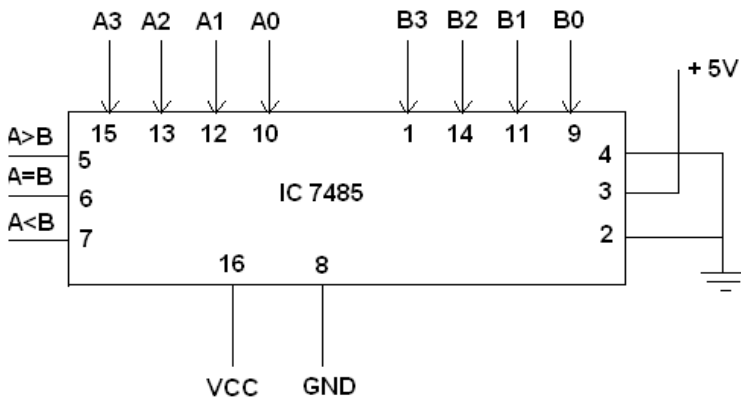 A3 A2 A1 A0 B3 B2 B1 B0
+ 5V
15 13 12 10 1 14 11 9
A>B 5 4
A=B 6 IC 7485 3
A<B 7 2
16 8
VCC GND